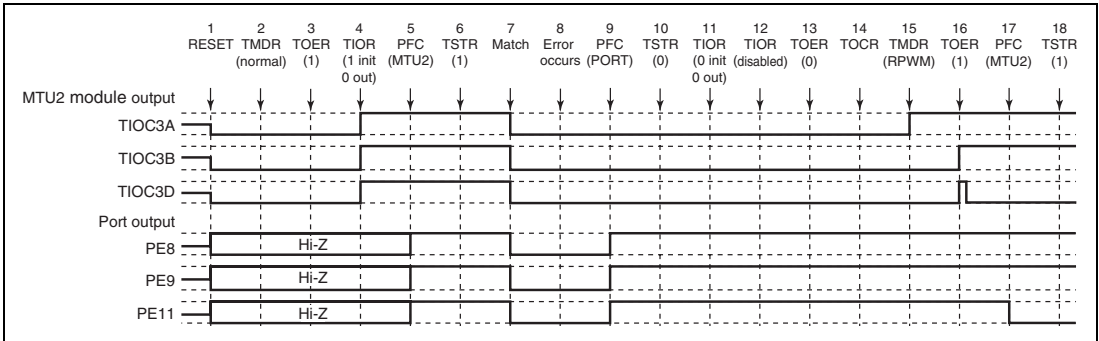 1 2 3 4 5 6 7 8 9 10 11 12 13 14 15 16 17 18
RESET TMDR TOER TIOR PFC TSTR Match Error PFC TSTR TIOR TIOR TOER TOCR TMDR TOER PFC TSTR
(normal) (1) (1 init (MTU2) (1) occurs (PORT) (0) (0 init (disabled) (0) (RPWM) (1) (MTU2) (1)
0 out) 0 out)
MTU2 module output
TIOC3A
TIOC3B
TIOC3D
Port output
PE8 Hi-Z
PE9 Hi-Z
PE11 Hi-Z